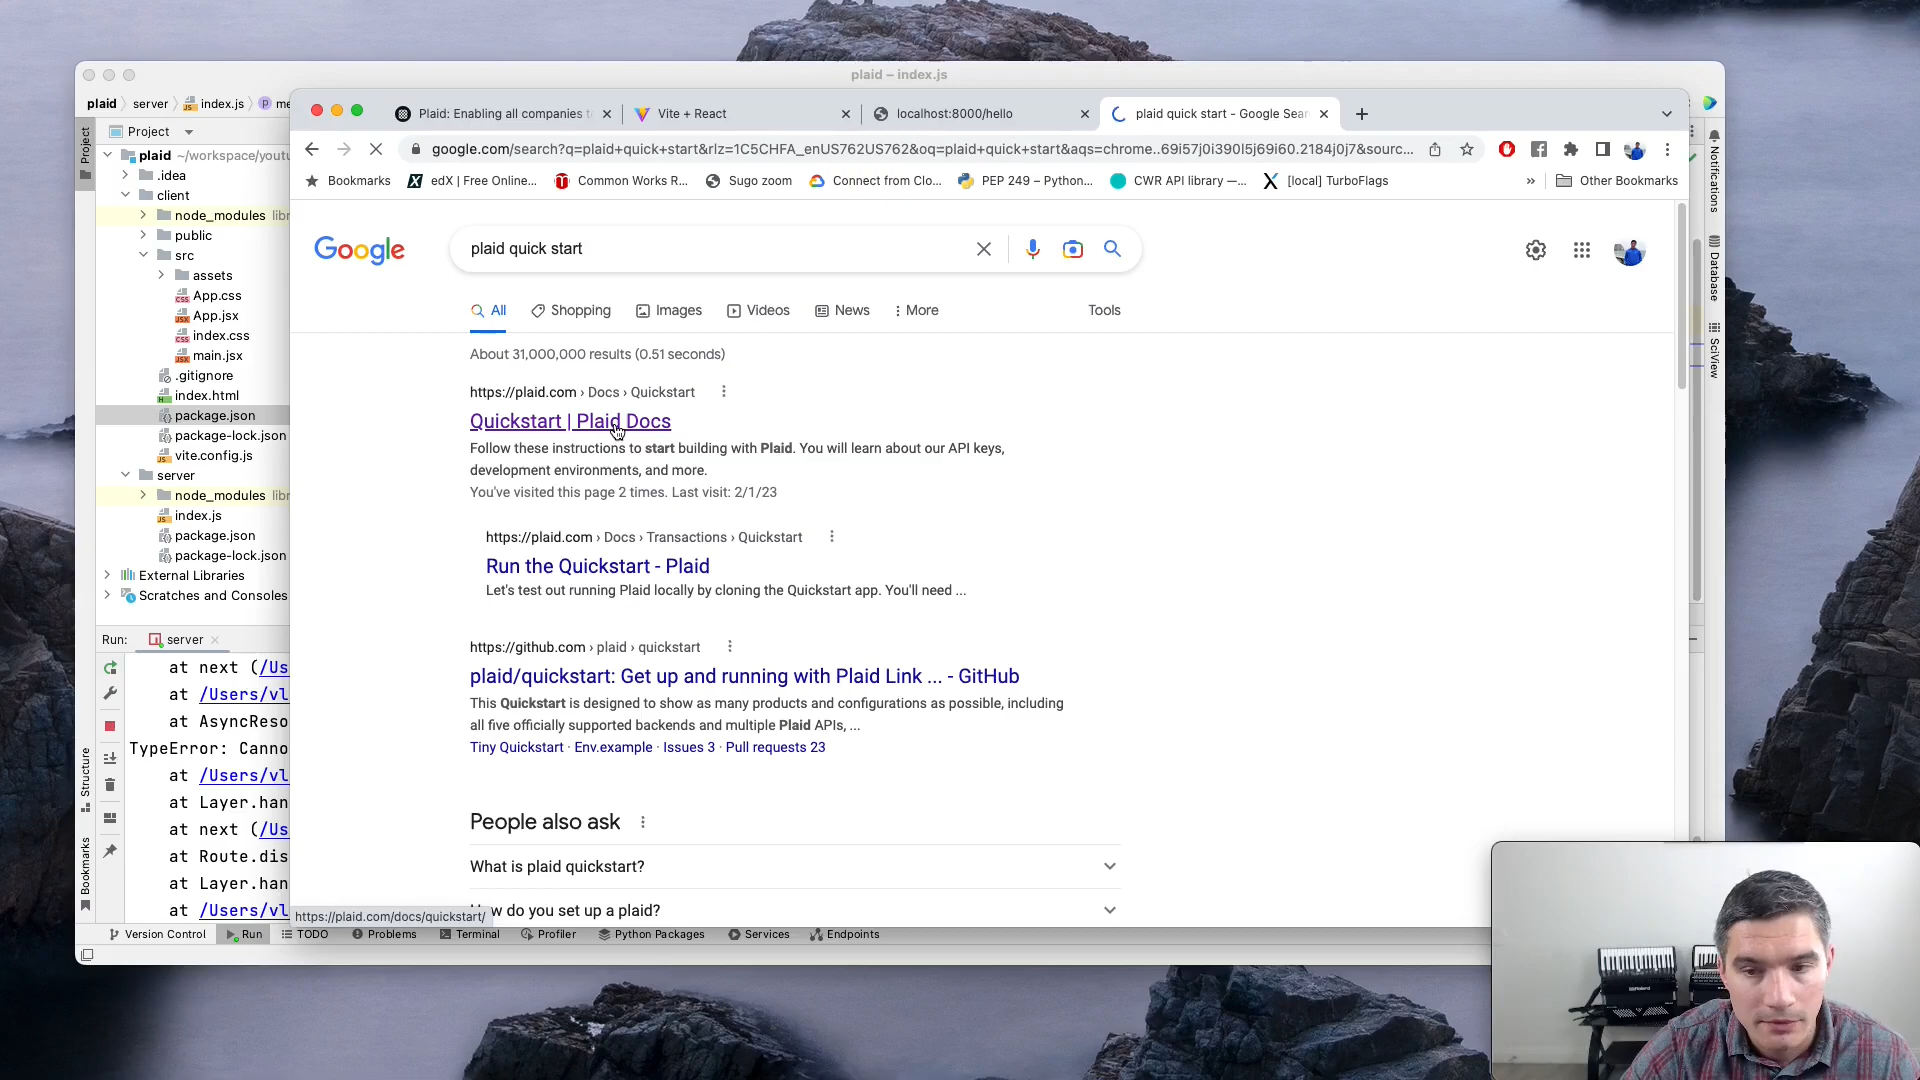 plaid – index.js
plaid
server
index.js
me
Project
plaid ~/workspace/youtu
.idea
client
node_modules libr
public
src
assets
App.css
App.jsx
index.css
main.jsx
.gitignore
index.html
package.json
package-lock.json
vite.config.js
server
node_modules libr
index.js
package.json
package-lock.json
External Libraries
Scratches and Consoles
Project
Structure
Bookmarks
Run: server
at next (/Us
at /Users/vl
at AsyncReso
TypeError: Canno
at /Users/vl
at Layer.han
at next (/Us
at Route.dis
at Layer.han
at /Users/vl
Version Control
Run
TODO
Problems
Terminal
Profiler
Python Packages
Services
Endpoints
Notifications
Database
SciView
Plaid: Enabling all companies t
Vite + React
localhost:8000/hello
plaid quick start - Google Sear
google.com/search?q=plaid+quick+start&rlz=1C5CHFA_enUS762US762&oq=plaid+quick+start&aqs=chrome..69i57j0i390l5j69i60.2184j0j7&sourc...
Bookmarks
edX | Free Online...
Common Works R...
Sugo zoom
Connect from Clo...
PEP 249 – Python...
CWR API library —...
[local] TurboFlags
»
Other Bookmarks
Google
plaid quick start
All
Shopping
Images
Videos
News
More
Tools
About 31,000,000 results (0.51 seconds)
https://plaid.com › Docs › Quickstart
Quickstart | Plaid Docs
Follow these instructions to start building with Plaid. You will learn about our API keys,
development environments, and more.
You've visited this page 2 times. Last visit: 2/1/23
https://plaid.com › Docs › Transactions › Quickstart
Run the Quickstart - Plaid
Let's test out running Plaid locally by cloning the Quickstart app. You'll need ...
https://github.com › plaid › quickstart
plaid/quickstart: Get up and running with Plaid Link ... - GitHub
This Quickstart is designed to show as many products and configurations as possible, including
all five officially supported backends and multiple Plaid APIs, ...
Tiny Quickstart · Env.example · Issues 3 · Pull requests 23
People also ask
What is plaid quickstart?
ow do you set up a plaid?
https://plaid.com/docs/quickstart/
Roland